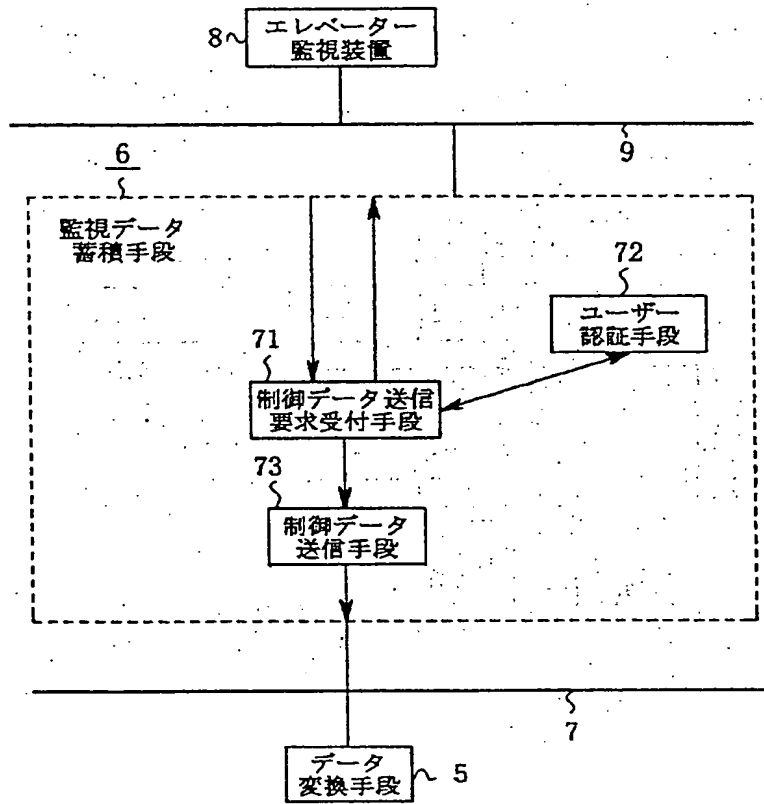 8
エレベーター
監視装置
9
6
監視データ
蓄積手段
72
ユーザー
認証手段
71
制御データ送信
要求受付手段
73
制御データ
送信手段
7
データ
変換手段
5